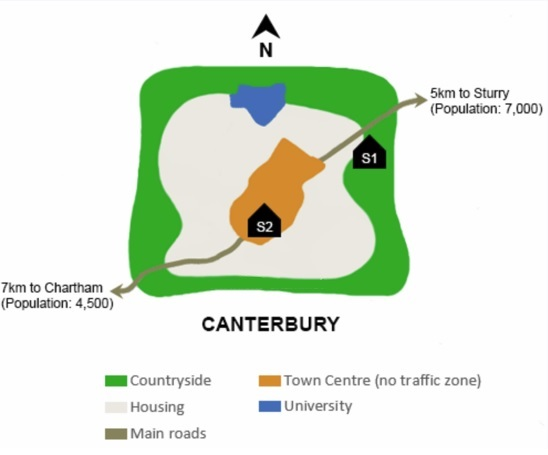 N
5km to Sturry
(Population: 7,000)
S1
S2
7km to Chartham
(Population: 4,500)
CANTERBURY
Countryside
Town Centre (no traffic zone)
Housing
University
Main roads